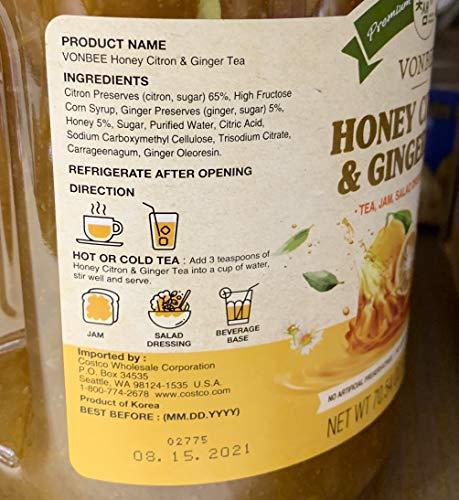 PRODUCT NAME
VONBEE Honey Citron & Ginger Tea
INGREDIENTS
Citron Preserves (citron, sugar) 65%, High Fructose
Corn Syrup, Ginger Preserves (ginger, sugar) 5%,
Honey 5%, Sugar, Purified Water, Citric Acid,
Sodium Carboxymethyl Cellulose, Trisodium Citrate,
Carrageenagum, Ginger Oleoresin.
REFRIGERATE AFTER OPENING
DIRECTION
HOT OR COLD TEA : Add 3 teaspoons of
Honey Citron & Ginger Tea into a cup of water,
stir well and serve.
JAM
SALAD
DRESSING
BEVERAGE
BASE
Imported by :
Costco Wholesale Corporation
P.O. Box 34535
Seattle, WA 98124-1535 U.S.A.
1-800-774-2678 www.costco.com
Product of Korea
BEST BEFORE : (MM.DD.YYYY)
02775
08.15.2021
Premium
HONEY
& GINGE
TEA, JAM, SALAD
NO ARTIFICIAL
NET WT